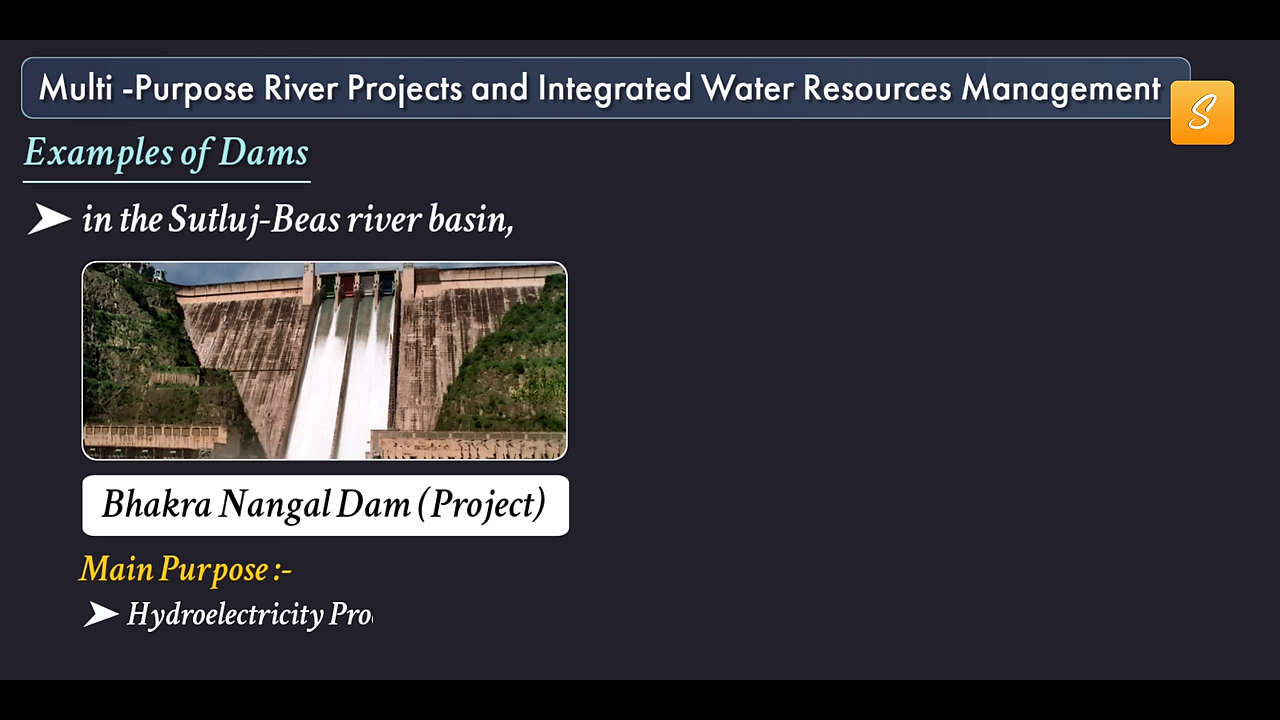 Multi -Purpose River Projects and Integrated Water Resources Management
S
Examples of Dams
in the Sutluj-Beas river basin,
Bhakra Nangal Dam (Project)
Main Purpose :-
Hydroelectricity Pro